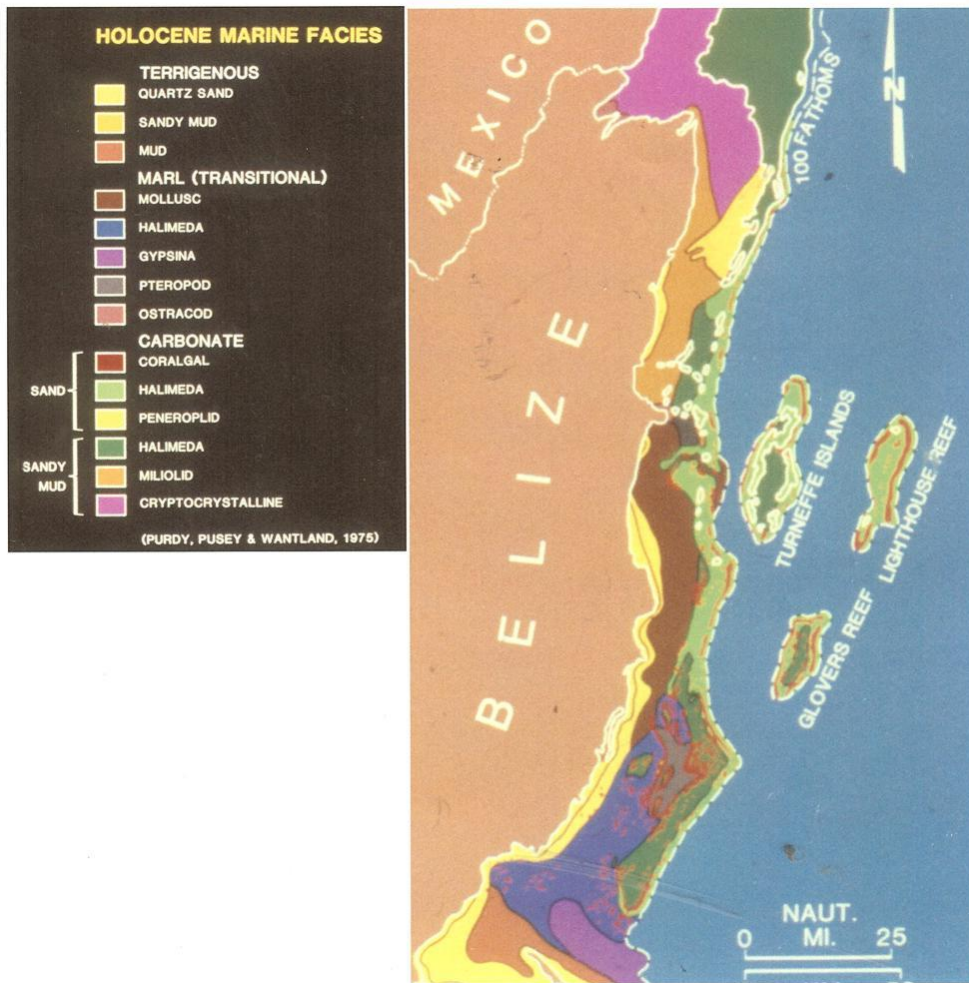 HOLOCENE MARINE FACIES
TERRIGENOUS
QUARTZ SAND
SANDY MUD
MUD
MARL (TRANSITIONAL)
MOLLUSC
HALIMEDA
GYPSINA
PTEROPOD
OSTRACOD
CARBONATE
SAND
CORALGAL
HALIMEDA
PENEROPLID
SANDY
MUD
HALIMEDA
MILIOLID
CRYPTOCRYSTALLINE
(PURDY, PUSEY & WANTLAND, 1975)
MEXICO
100 FATHOMS
N
BELIZE
TURNEFFE ISLANDS
LIGHTHOUSE REEF
GLOVERS REEF
NAUT.
0 MI. 25